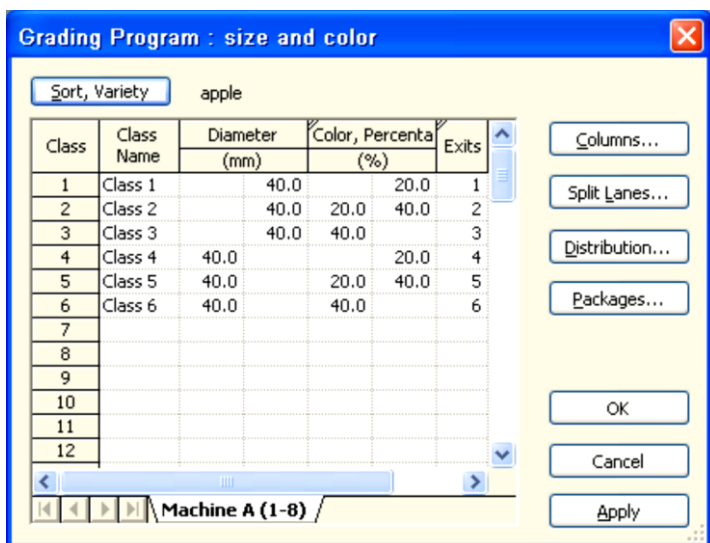 Grading Program : size and color
Sort, Variety apple
Class Class Name Diameter (mm) Color, Percenta (%) Exits
1 Class 1 40.0 20.0 1
2 Class 2 40.0 20.0 40.0 2
3 Class 3 40.0 40.0 3
4 Class 4 40.0 20.0 4
5 Class 5 40.0 20.0 40.0 5
6 Class 6 40.0 40.0 6
7
8
9
10
11
12
Machine A (1-8)
Columns...
Split Lanes...
Distribution...
Packages...
OK
Cancel
Apply